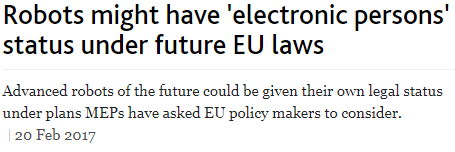 Robots might have 'electronic persons'
status under future EU laws
Advanced robots of the future could be given their own legal status
under plans MEPs have asked EU policy makers to consider.
| 20 Feb 2017